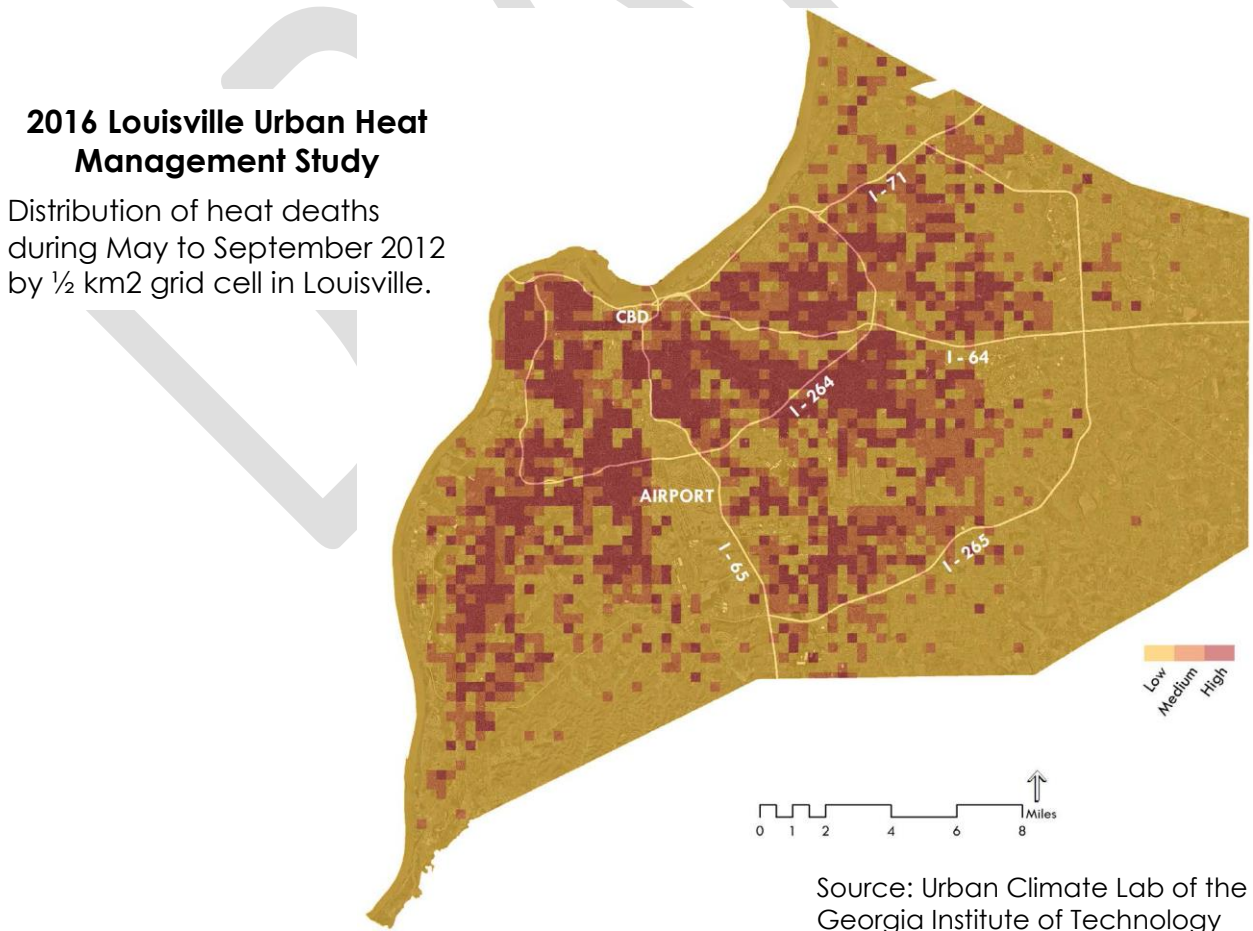 2016 Louisville Urban Heat
Management Study
Distribution of heat deaths
during May to September 2012
by ½ km2 grid cell in Louisville.
I - 71
CBD
I - 64
I - 264
AIRPORT
I - 65
I - 265
Low
Medium
High
Miles
0 1 2 4 6 8
Source: Urban Climate Lab of the
Georgia Institute of Technology